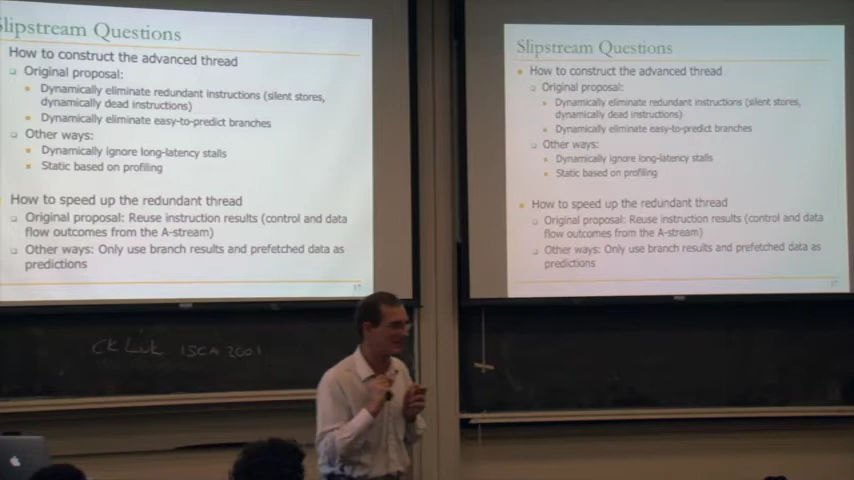 Slipstream Questions
How to construct the advanced thread
Original proposal:
Dynamically eliminate redundant instructions (silent stores,
dynamically dead instructions)
Dynamically eliminate easy-to-predict branches
Other ways:
Dynamically ignore long-latency stalls
Static based on profiling
How to speed up the redundant thread
Original proposal: Reuse instruction results (control and data
flow outcomes from the A-stream)
Other ways: Only use branch results and prefetched data as
predictions
17
Slipstream Questions
How to construct the advanced thread
Original proposal:
Dynamically eliminate redundant instructions (silent stores,
dynamically dead instructions)
Dynamically eliminate easy-to-predict branches
Other ways:
Dynamically ignore long-latency stalls
Static based on profiling
How to speed up the redundant thread
Original proposal: Reuse instruction results (control and data
flow outcomes from the A-stream)
Other ways: Only use branch results and prefetched data as
predictions
17
CK Luk ISCA 2001